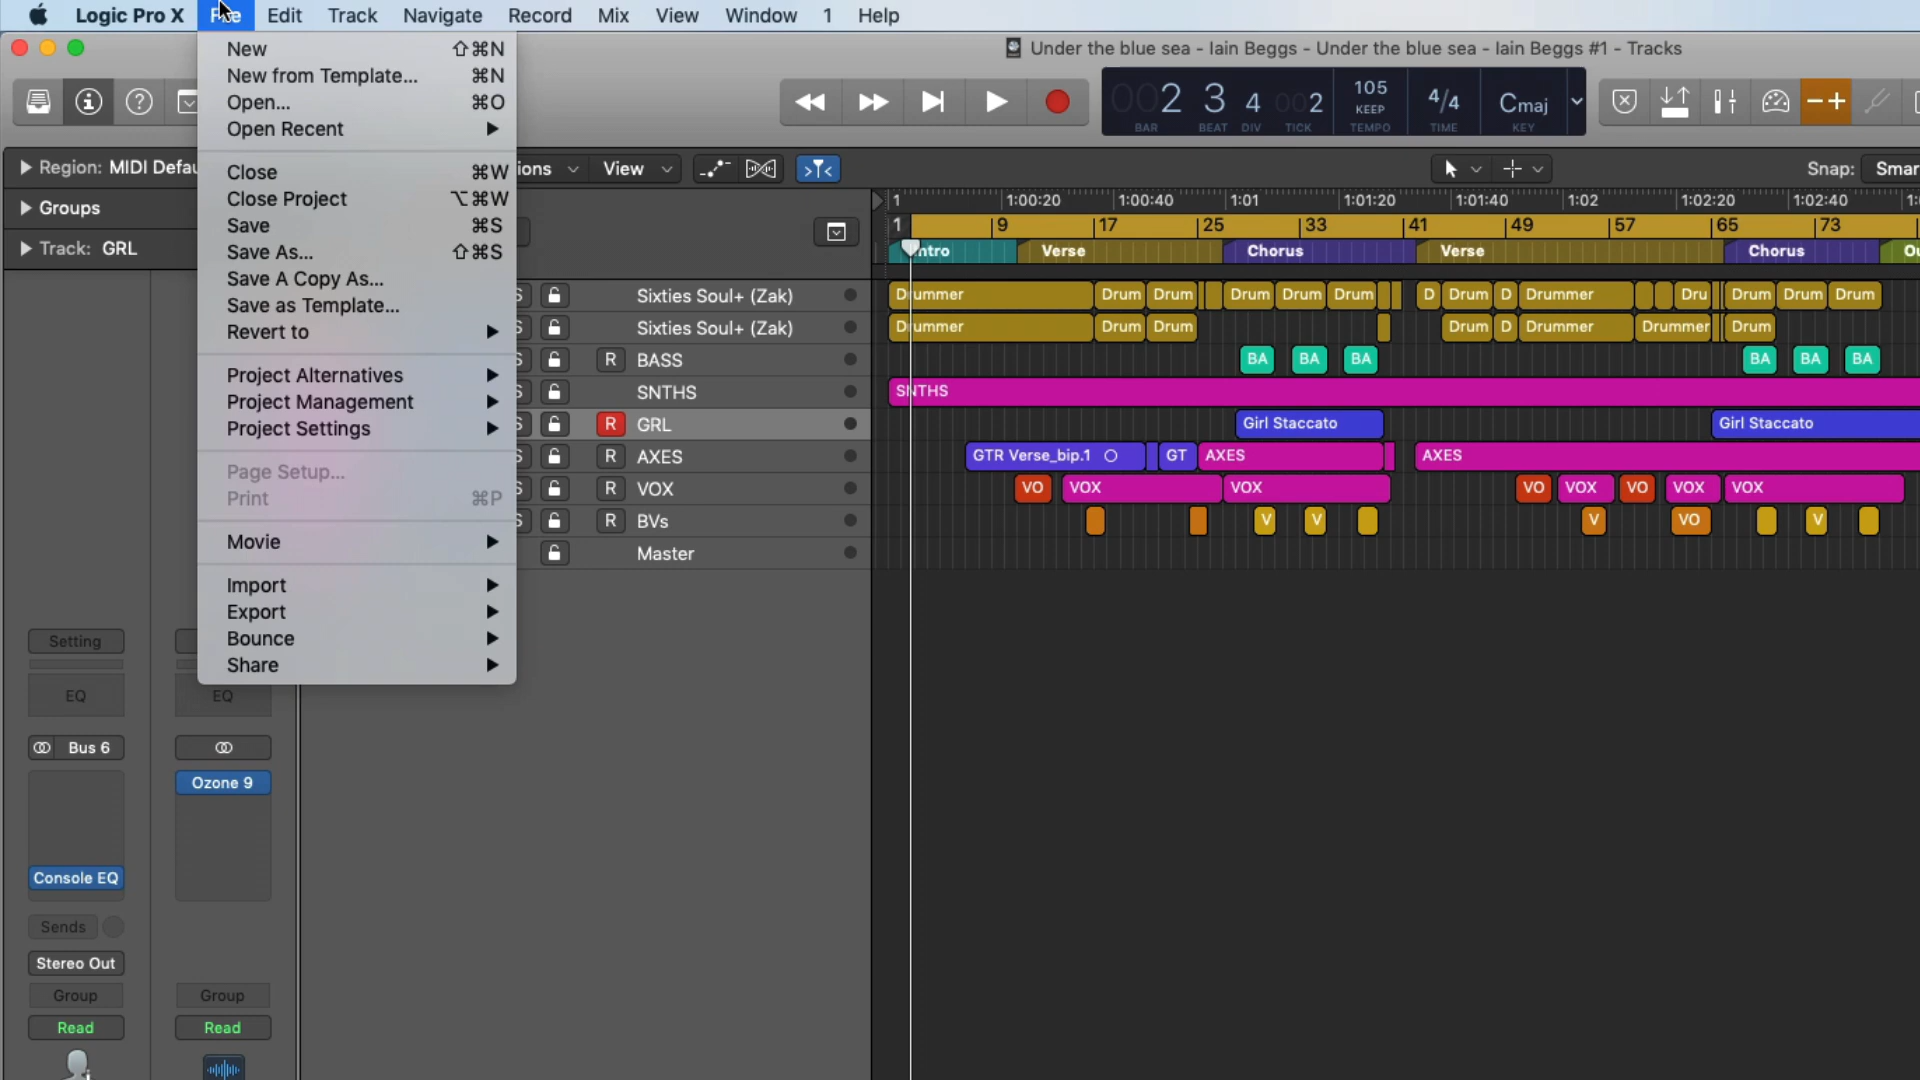 Logic Pro X File Edit Track Navigate Record Mix View Window 1 Help
Under the blue sea - Iain Beggs - Under the blue sea - Iain Beggs #1 - Tracks
New ⇧⌘N
New from Template... ⌘N
Open... ⌘O
Open Recent
Close ⌘W
Close Project ⌥⌘W
Save ⌘S
Save As... ⇧⌘S
Save A Copy As...
Save as Template...
Revert to
Project Alternatives
Project Management
Project Settings
Page Setup...
Print ⌘P
Movie
Import
Export
Bounce
Share
002 3 4 002 105 KEEP 4/4 Cmaj
BAR BEAT DIV TICK TEMPO TIME KEY
Region: MIDI Defau
Groups
Track: GRL
ions View Snap: Smar
1 1:00:20 1:00:40 1:01 1:01:20 1:01:40 1:02 1:02:20 1:02:40
1 9 17 25 33 41 49 57 65 73
Intro Verse Chorus Verse Chorus Ou
S Sixties Soul+ (Zak) Drummer Drum Drum Drum Drum Drum D Drum D Drummer Dru Drum Drum Drum
S Sixties Soul+ (Zak) Drummer Drum Drum Drum D Drummer Drummer Drum
S R BASS BA BA BA BA BA BA
S SNTHS SNTHS
S R GRL Girl Staccato Girl Staccato
S R AXES GTR Verse_bip.1 GT AXES AXES
S R VOX VO VOX VOX VO VOX VO VOX VOX
S R BVs V V V VO V
Master
Setting
EQ EQ
Bus 6
Ozone 9
Console EQ
Sends
Stereo Out
Group Group
Read Read